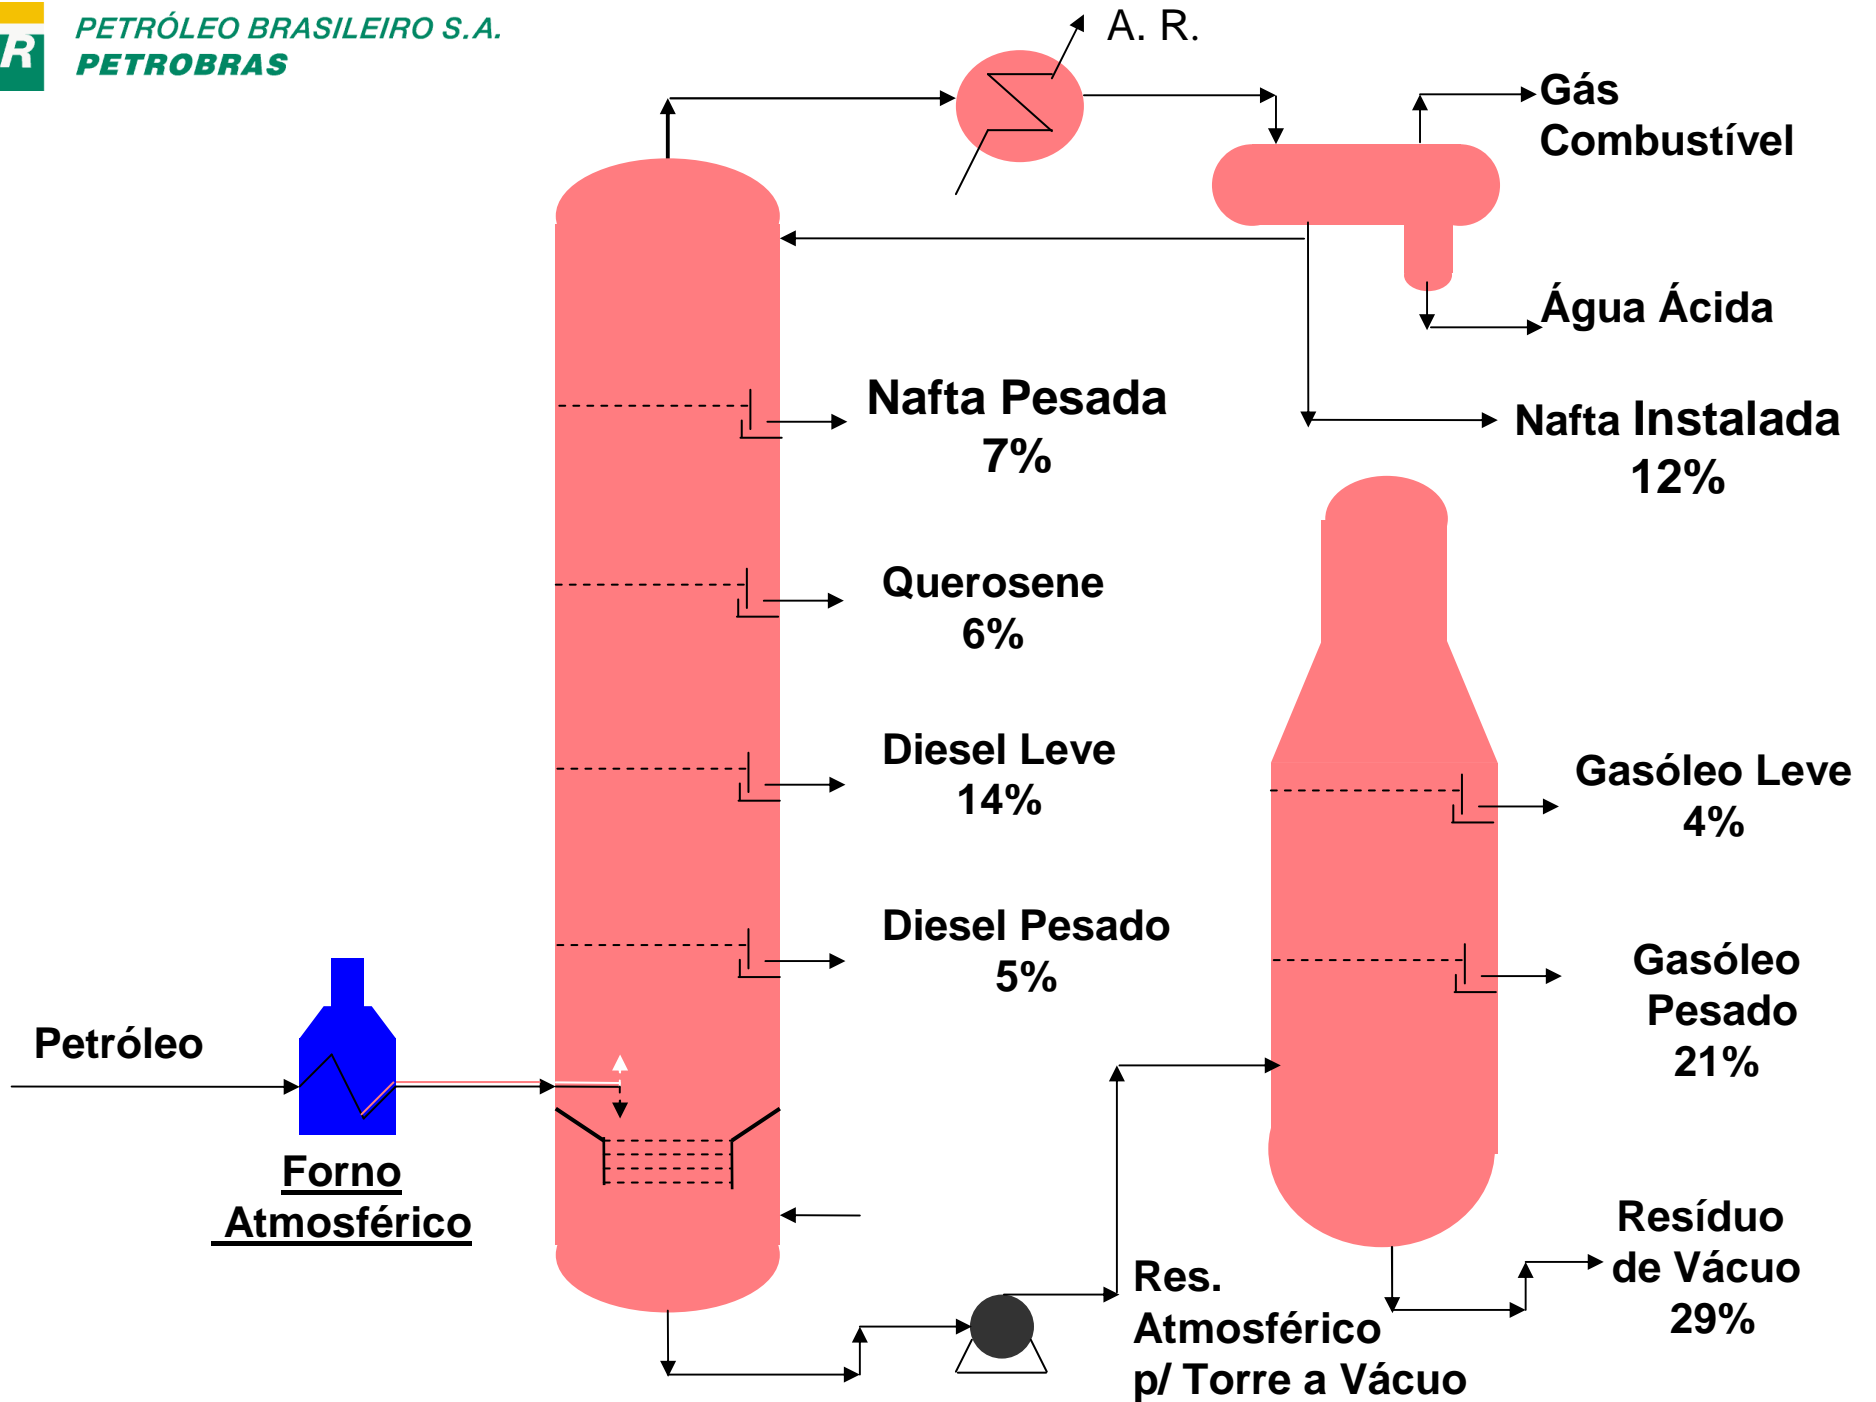 R
PETRÓLEO BRASILEIRO S.A.
PETROBRAS
A. R.
Gás
Combustível
Água Ácida
Nafta Pesada
7%
Nafta Instalada
12%
Querosene
6%
Diesel Leve
14%
Gasóleo Leve
4%
Diesel Pesado
5%
Gasóleo
Pesado
21%
Petróleo
Forno
Atmosférico
Resíduo
de Vácuo
29%
Res.
Atmosférico
p/ Torre a Vácuo